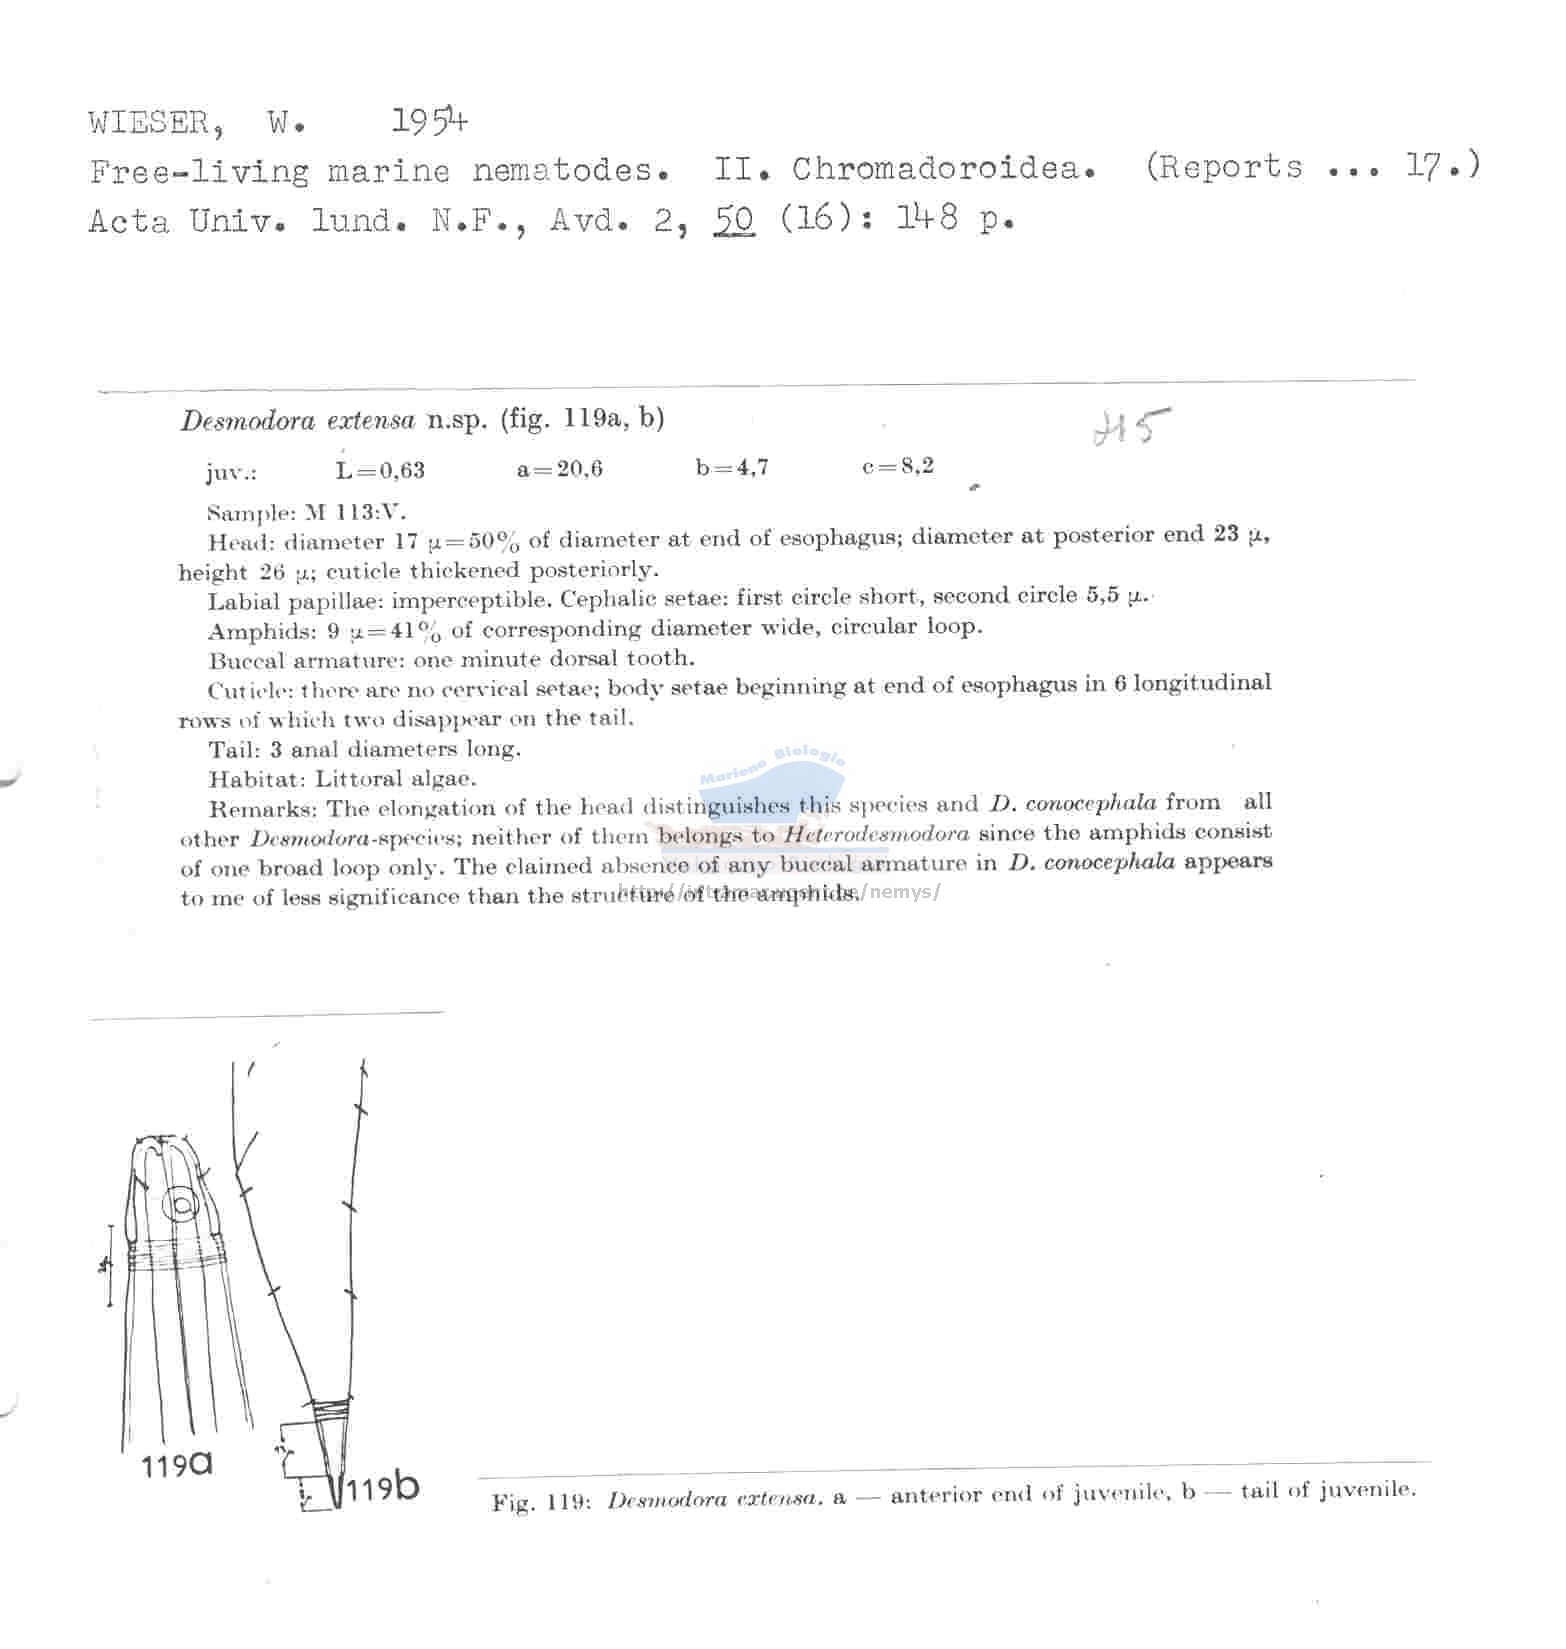 WIESER, W. 1954
Free-living marine nematodes. II. Chromadoroidea. (Reports ... 17.)
Acta Univ. lund. N.F., Avd. 2, 50 (16): 148 p.
Desmodora extensa n.sp. (fig. 119a, b)
juv.: L=0,63 a=20,6 b=4,7 c=8,2
Sample: M 113:V.
Head: diameter 17 μ=50% of diameter at end of esophagus; diameter at posterior end 23 μ,
height 26 μ; cuticle thickened posteriorly.
Labial papillae: imperceptible. Cephalic setae: first circle short, second circle 5,5 μ.
Amphids: 9 μ=41% of corresponding diameter wide, circular loop.
Buccal armature: one minute dorsal tooth.
Cuticle: there are no cervical setae; body setae beginning at end of esophagus in 6 longitudinal
rows of which two disappear on the tail.
Tail: 3 anal diameters long.
Habitat: Littoral algae.
Mariene Biologie
Remarks: The elongation of the head distinguishes this species and D. conocephala from all
other Desmodora-species; neither of them belongs to Heterodesmodora since the amphids consist
of one broad loop only. The claimed absence of any buccal armature in D. conocephala appears
to me of less significance than the structure of the amphids.
119a
119b
Fig. 119: Desmodora extensa. a — anterior end of juvenile, b — tail of juvenile.